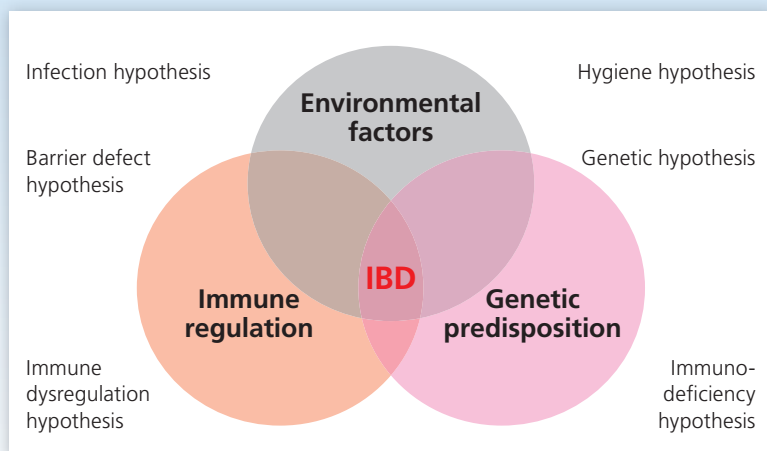 Infection hypothesis
Hygiene hypothesis
Environmental
factors
Barrier defect
hypothesis
Genetic hypothesis
IBD
Immune
regulation
Genetic
predisposition
Immune
dysregulation
hypothesis
Immuno-
deficiency
hypothesis